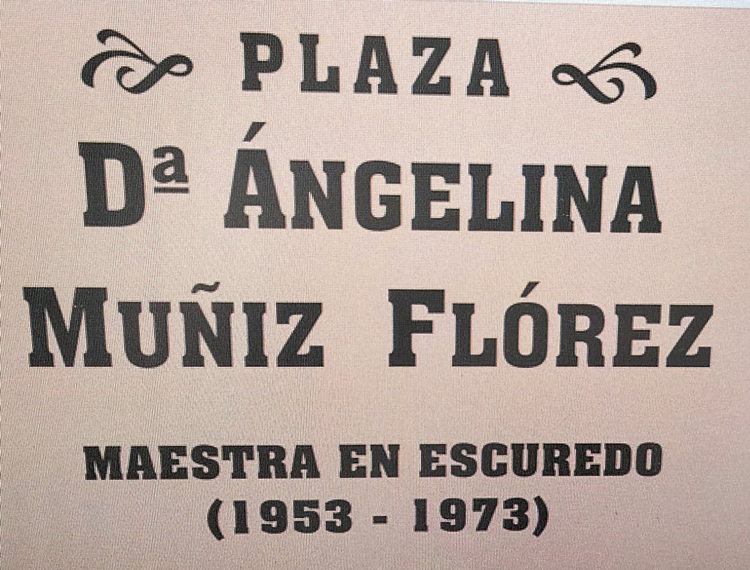 PLAZA
Dª ÁNGELINA
MUÑIZ FLÓREZ
MAESTRA EN ESCUREDO
(1953 - 1973)